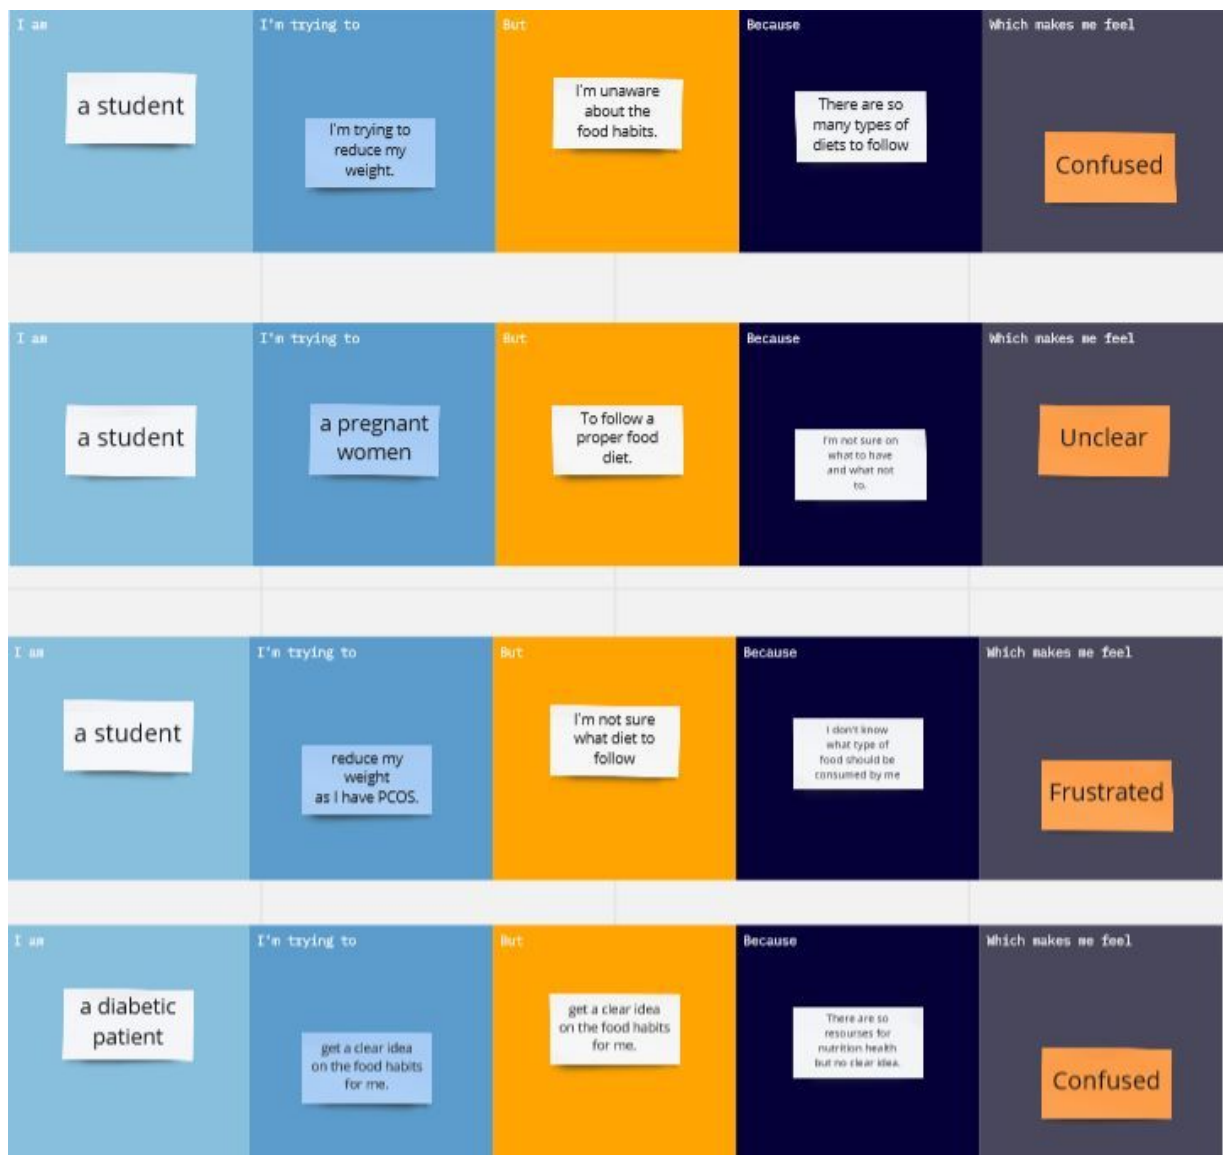 I am
I'm trying to
But
Because
Which makes me feel
a student
I'm trying to
reduce my
weight.
I'm unaware
about the
food habits.
There are so
many types of
diets to follow
Confused
I am
I'm trying to
But
Because
Which makes me feel
a student
a pregnant
women
To follow a
proper food
diet.
I'm not sure on
what to have
and what not
to.
Unclear
I am
I'm trying to
But
Because
Which makes me feel
a student
reduce my
weight
as I have PCOS.
I'm not sure
what diet to
follow
I don't know
what type of
food should be
consumed by me
Frustrated
I am
I'm trying to
But
Because
Which makes me feel
a diabetic
patient
get a clear idea
on the food habits
for me.
get a clear idea
on the food habits
for me.
There are so
resourses for
nutrition health
but no clear idea.
Confused